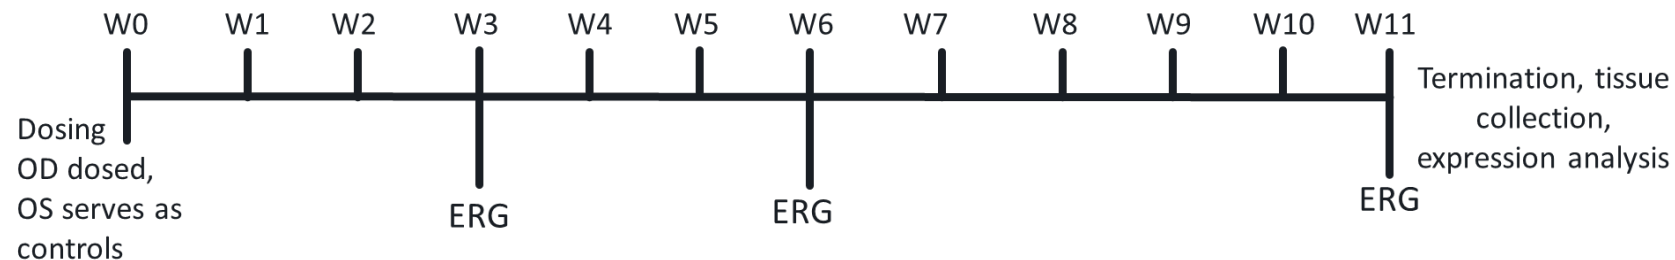 W0 W1 W2 W3 W4 W5 W6 W7 W8 W9 W10 W11
Dosing
OD dosed,
OS serves as
controls
ERG
ERG
ERG
Termination, tissue
collection,
expression analysis